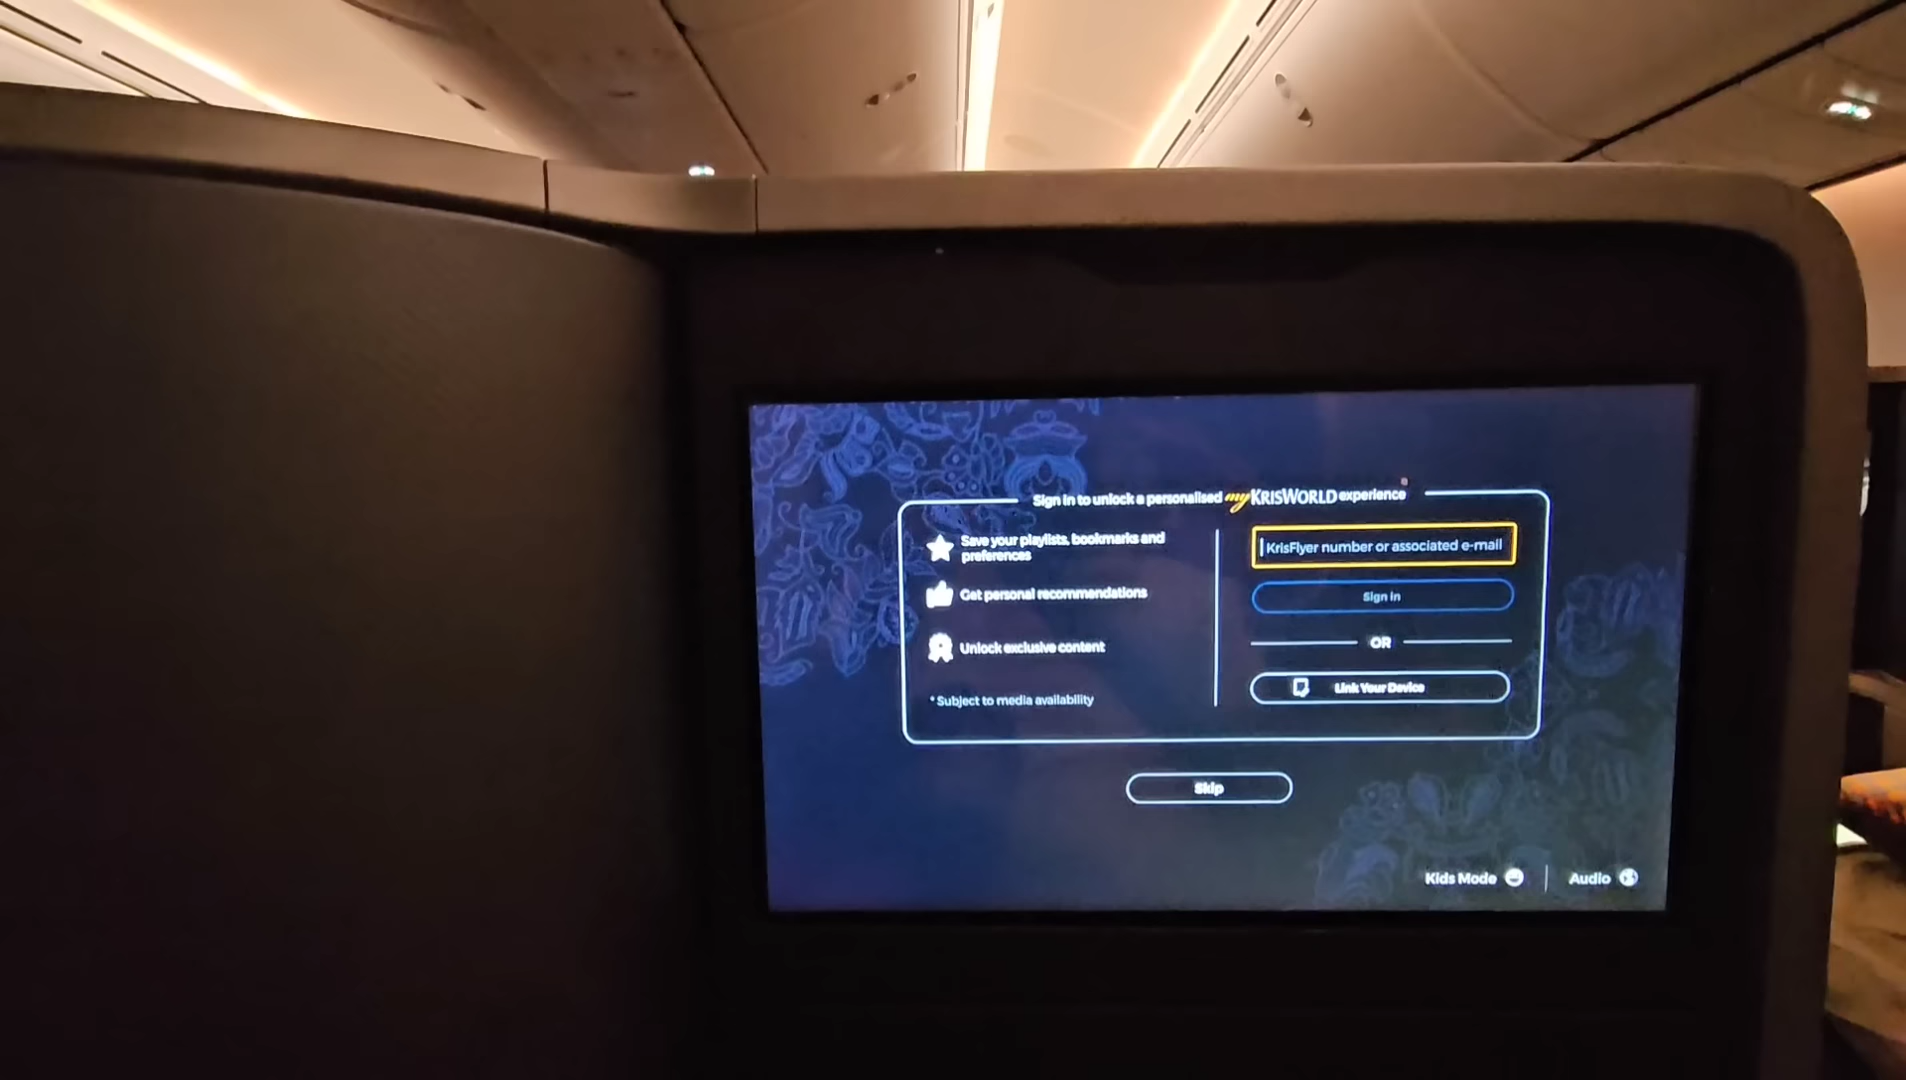 Sign in to unlock a personalised myKRISWORLD experience
Save your playlists, bookmarks and
preferences
Get personal recommendations
Unlock exclusive content
* Subject to media availability
KrisFlyer number or associated e-mail
Sign in
OR
Link Your Device
Skip
Kids Mode
Audio